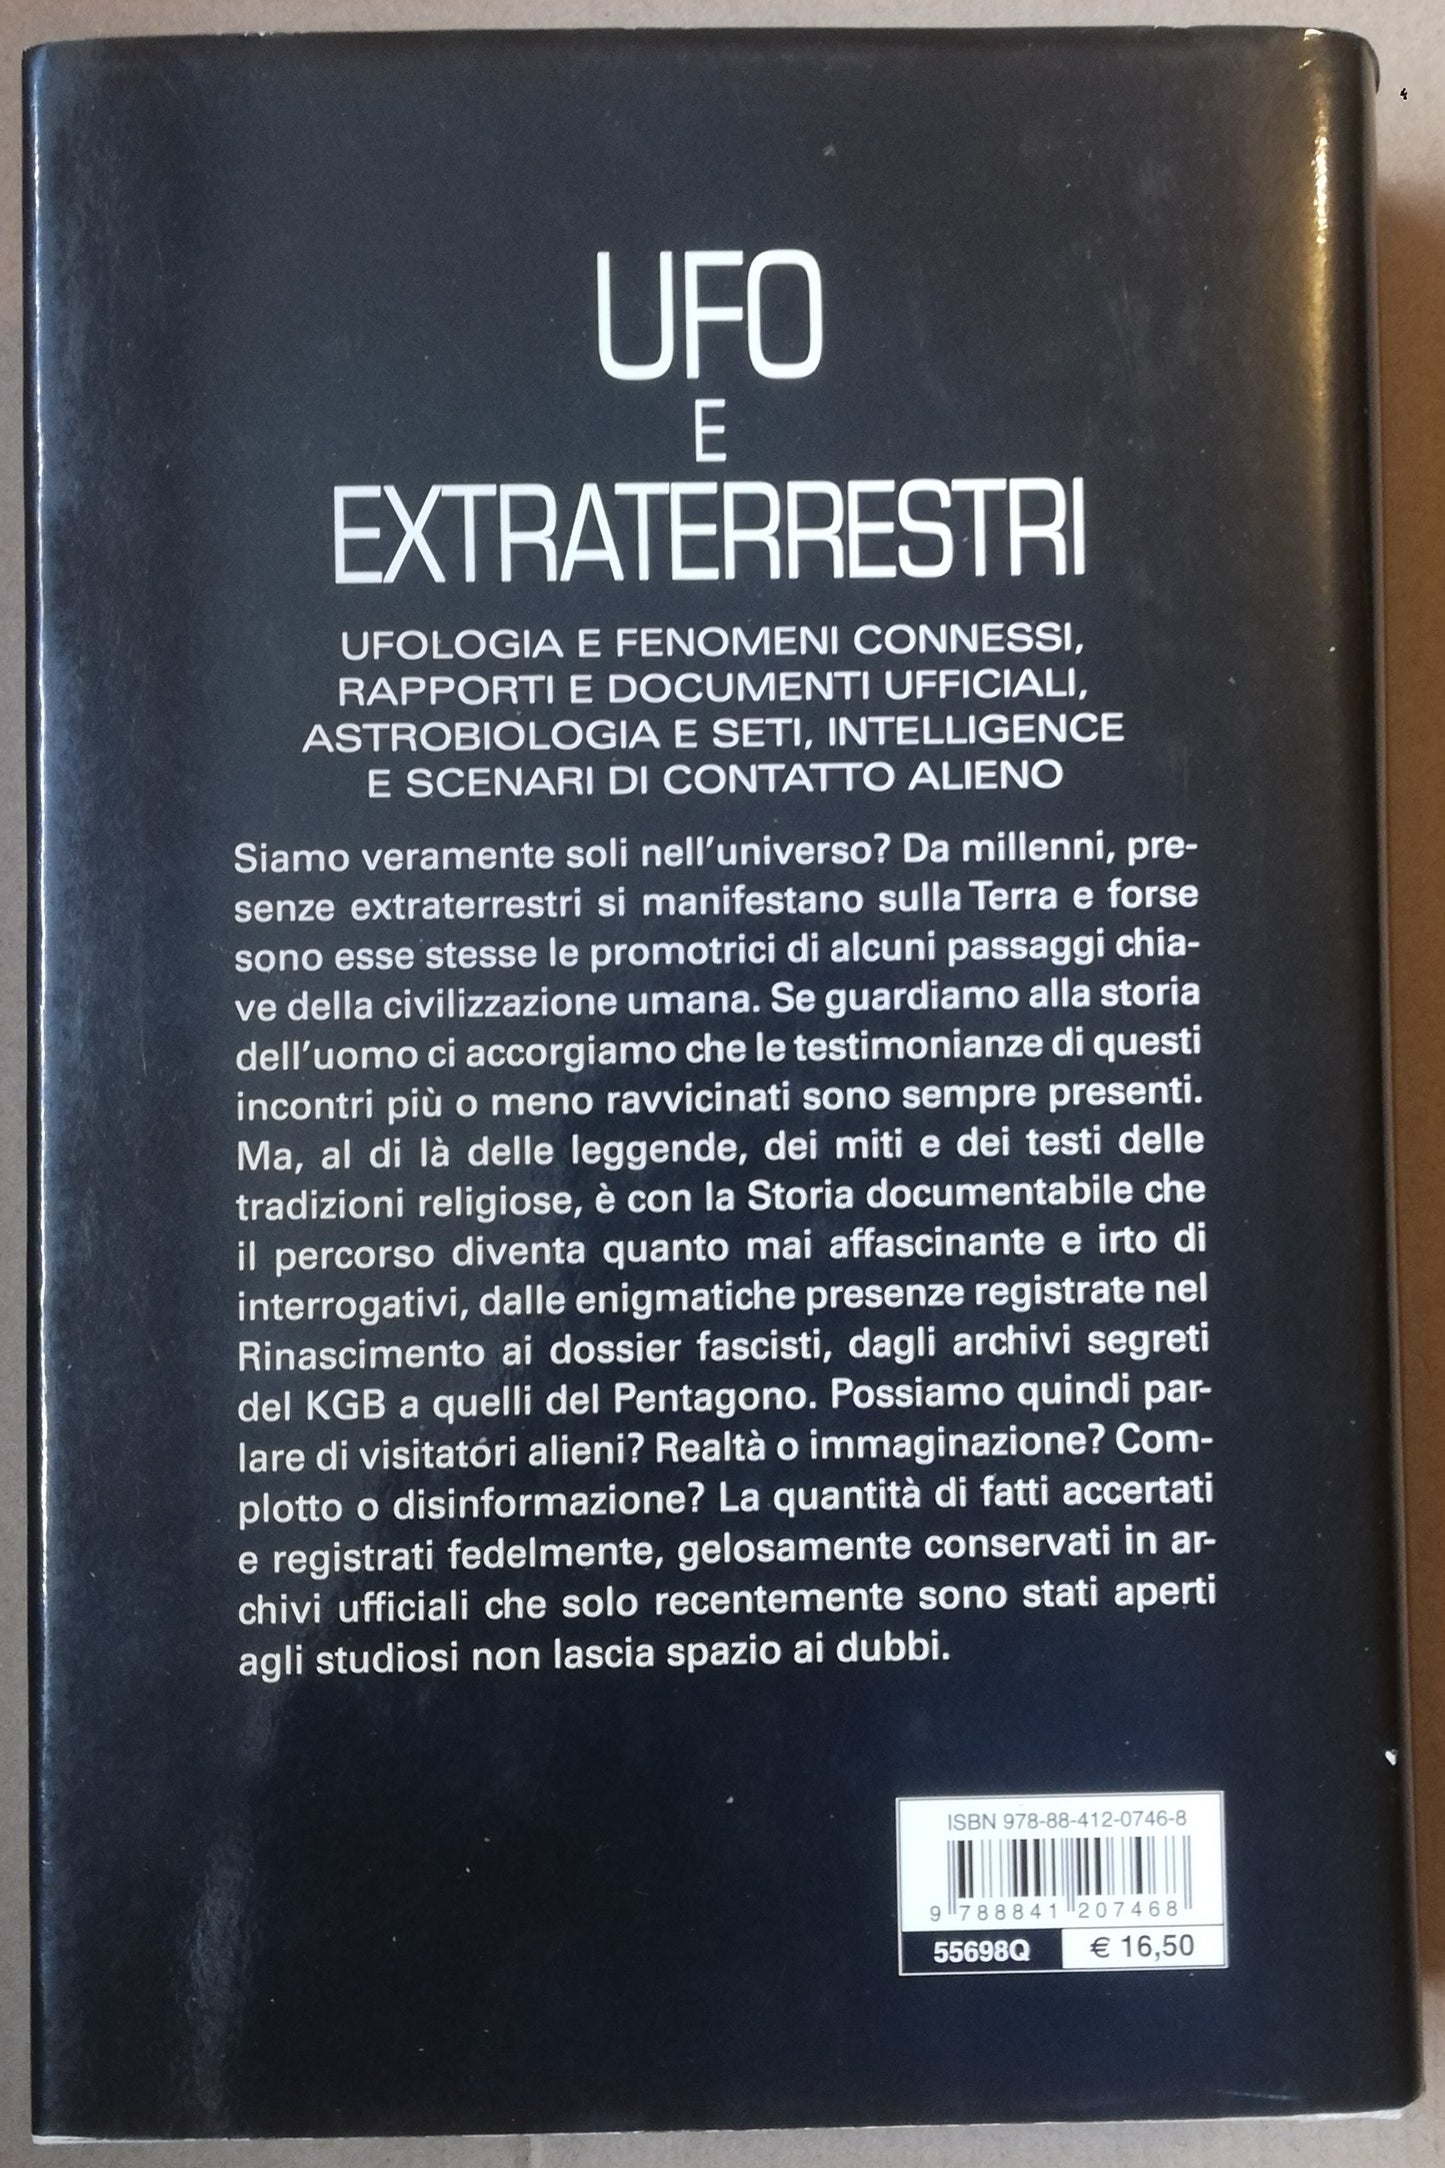 4
UFO
E
EXTRATERRESTRI
UFOLOGIA E FENOMENI CONNESSI,
RAPPORTI E DOCUMENTI UFFICIALI,
ASTROBIOLOGIA E SETI, INTELLIGENCE
E SCENARI DI CONTATTO ALIENO
Siamo veramente soli nell'universo? Da millenni, pre-
senze extraterrestri si manifestano sulla Terra e forse
sono esse stesse le promotrici di alcuni passaggi chia-
ve della civilizzazione umana. Se guardiamo alla storia
dell'uomo ci accorgiamo che le testimonianze di questi
incontri più o meno ravvicinati sono sempre presenti.
Ma, al di là delle leggende, dei miti e dei testi delle
tradizioni religiose, è con la Storia documentabile che
il percorso diventa quanto mai affascinante e irto di
interrogativi, dalle enigmatiche presenze registrate nel
Rinascimento ai dossier fascisti, dagli archivi segreti
del KGB a quelli del Pentagono. Possiamo quindi par-
lare di visitatori alieni? Realtà o immaginazione? Com-
plotto o disinformazione? La quantità di fatti accertati
e registrati fedelmente, gelosamente conservati in ar-
chivi ufficiali che solo recentemente sono stati aperti
agli studiosi non lascia spazio ai dubbi.
ISBN 978-88-412-0746-8
9 788841 207468
55698Q € 16,50